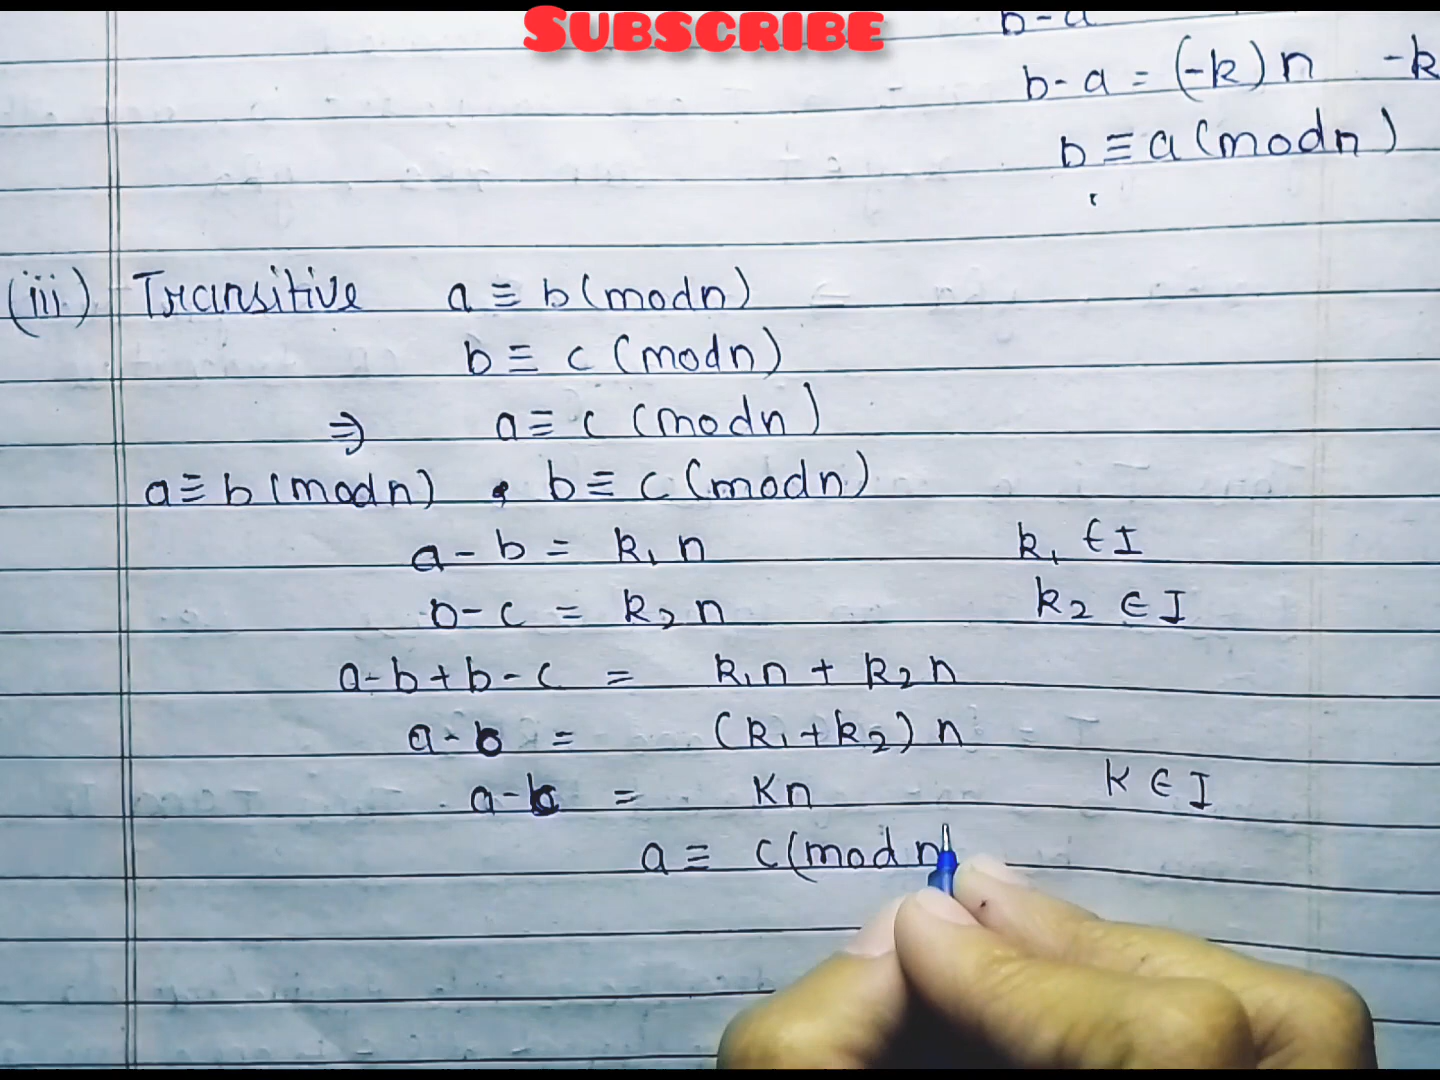 SUBSCRIBE
b-a
b-a = (-k)n -k
b ≡ a (mod n)
(iii) Transitive a ≡ b (mod n)
b ≡ c (mod n)
⇒ a ≡ c (mod n)
a ≡ b (mod n) , b ≡ c (mod n)
a - b = k₁ n k₁ ∈ I
b - c = k₂ n k₂ ∈ I
a - b + b - c = k₁n + k₂n
a - c = (k₁+k₂) n
a - c = Kn K ∈ I
a ≡ c (mod n)